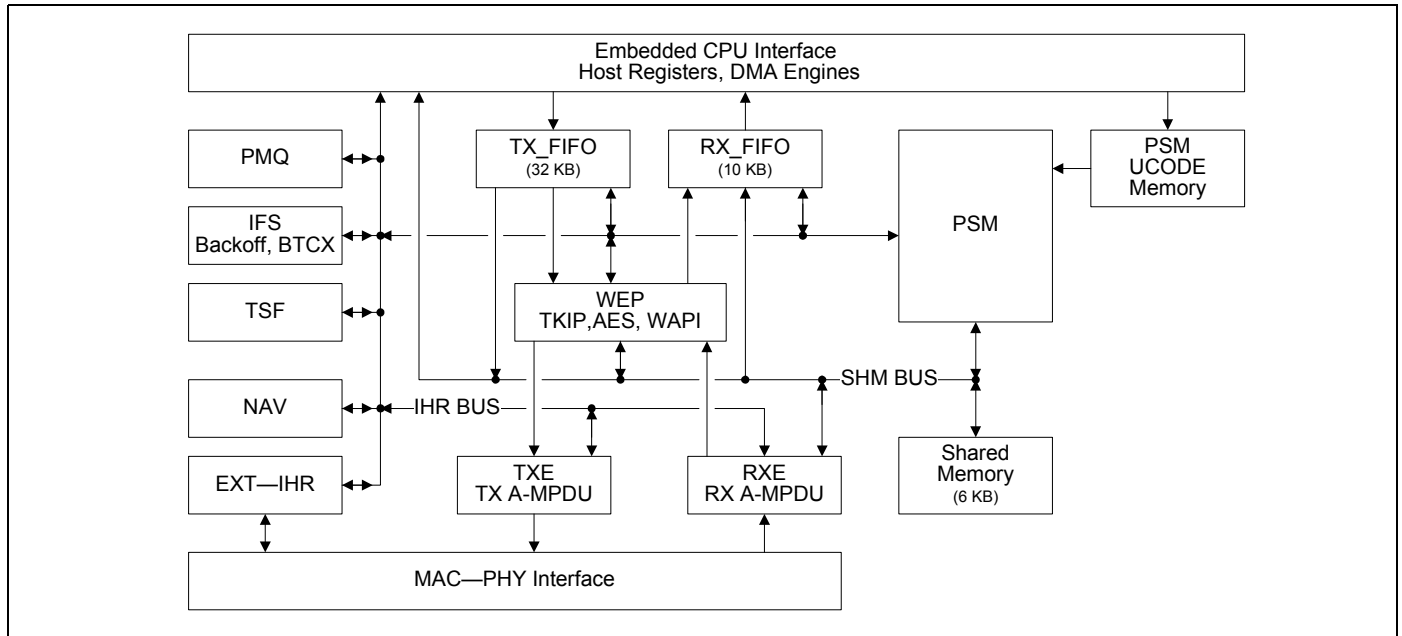 Embedded CPU Interface
Host Registers, DMA Engines
PMQ
TX_FIFO
(32 KB)
RX_FIFO
(10 KB)
PSM
UCODE
Memory
IFS
Backoff, BTCX
PSM
TSF
WEP
TKIP,AES, WAPI
SHM BUS
NAV
IHR BUS
EXT—IHR
TXE
TX A-MPDU
RXE
RX A-MPDU
Shared
Memory
(6 KB)
MAC—PHY Interface